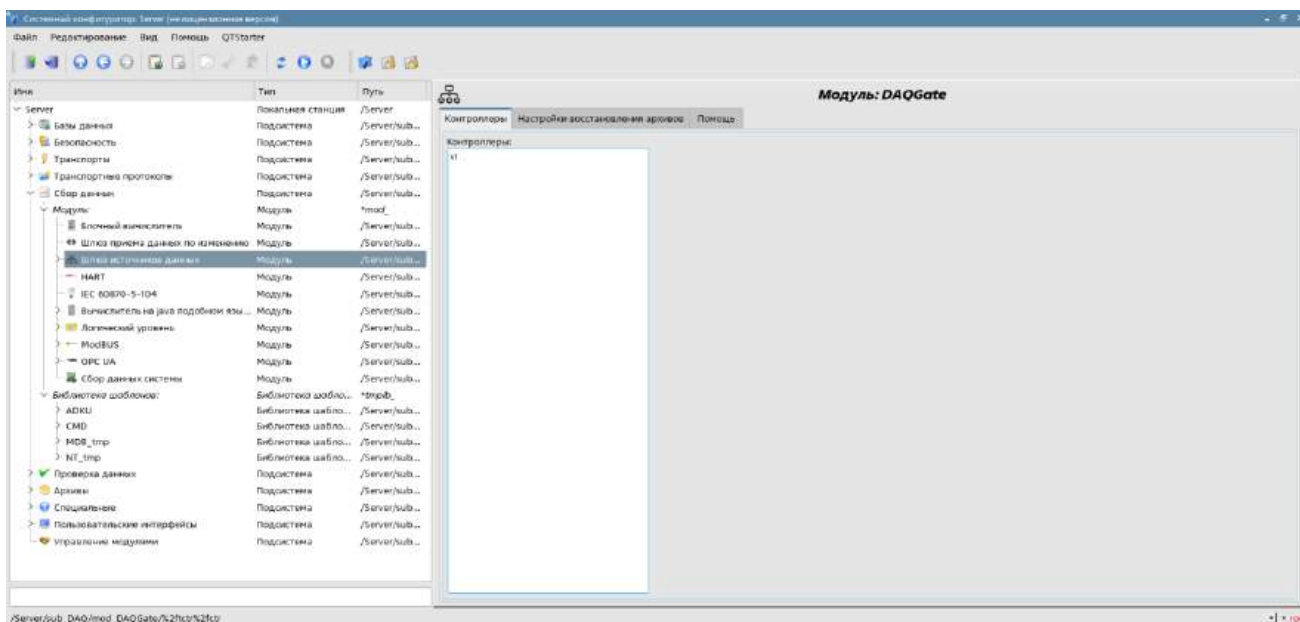 Системный конфигуратор: Server (не лицензионная версия)
Файл Редактирование Вид Помощь QTStarter
Имя Тип Путь
Server Локальная станция /Server
Базы данных Подсистема /Server/sub...
Безопасность Подсистема /Server/sub...
Транспорты Подсистема /Server/sub...
Транспортные протоколы Подсистема /Server/sub...
Сбор данных Подсистема /Server/sub...
Модуль: Модуль *mod_
Блочный вычислитель Модуль /Server/sub...
Шлюз приема данных по изменению Модуль /Server/sub...
Шлюз источников данных Модуль /Server/sub...
HART Модуль /Server/sub...
IEC 60870-5-104 Модуль /Server/sub...
Вычислитель на java подобном язы... Модуль /Server/sub...
Логический уровень Модуль /Server/sub...
ModBUS Модуль /Server/sub...
OPC UA Модуль /Server/sub...
Сбор данных системы Модуль /Server/sub...
Библиотека шаблонов: Библиотека шабло... *tmplb_
ADKU Библиотека шабло... /Server/sub...
CMD Библиотека шабло... /Server/sub...
MDB_tmp Библиотека шабло... /Server/sub...
NT_tmp Библиотека шабло... /Server/sub...
Проверка данных Подсистема /Server/sub...
Архивы Подсистема /Server/sub...
Специальные Подсистема /Server/sub...
Пользовательские интерфейсы Подсистема /Server/sub...
Управление модулями Подсистема /Server/sub...
Модуль: DAQGate
Контроллеры Настройки восстановления архивов Помощь
Контроллеры:
/Server/sub_DAQ/mod_DAQGate/%2fctr%2fctr